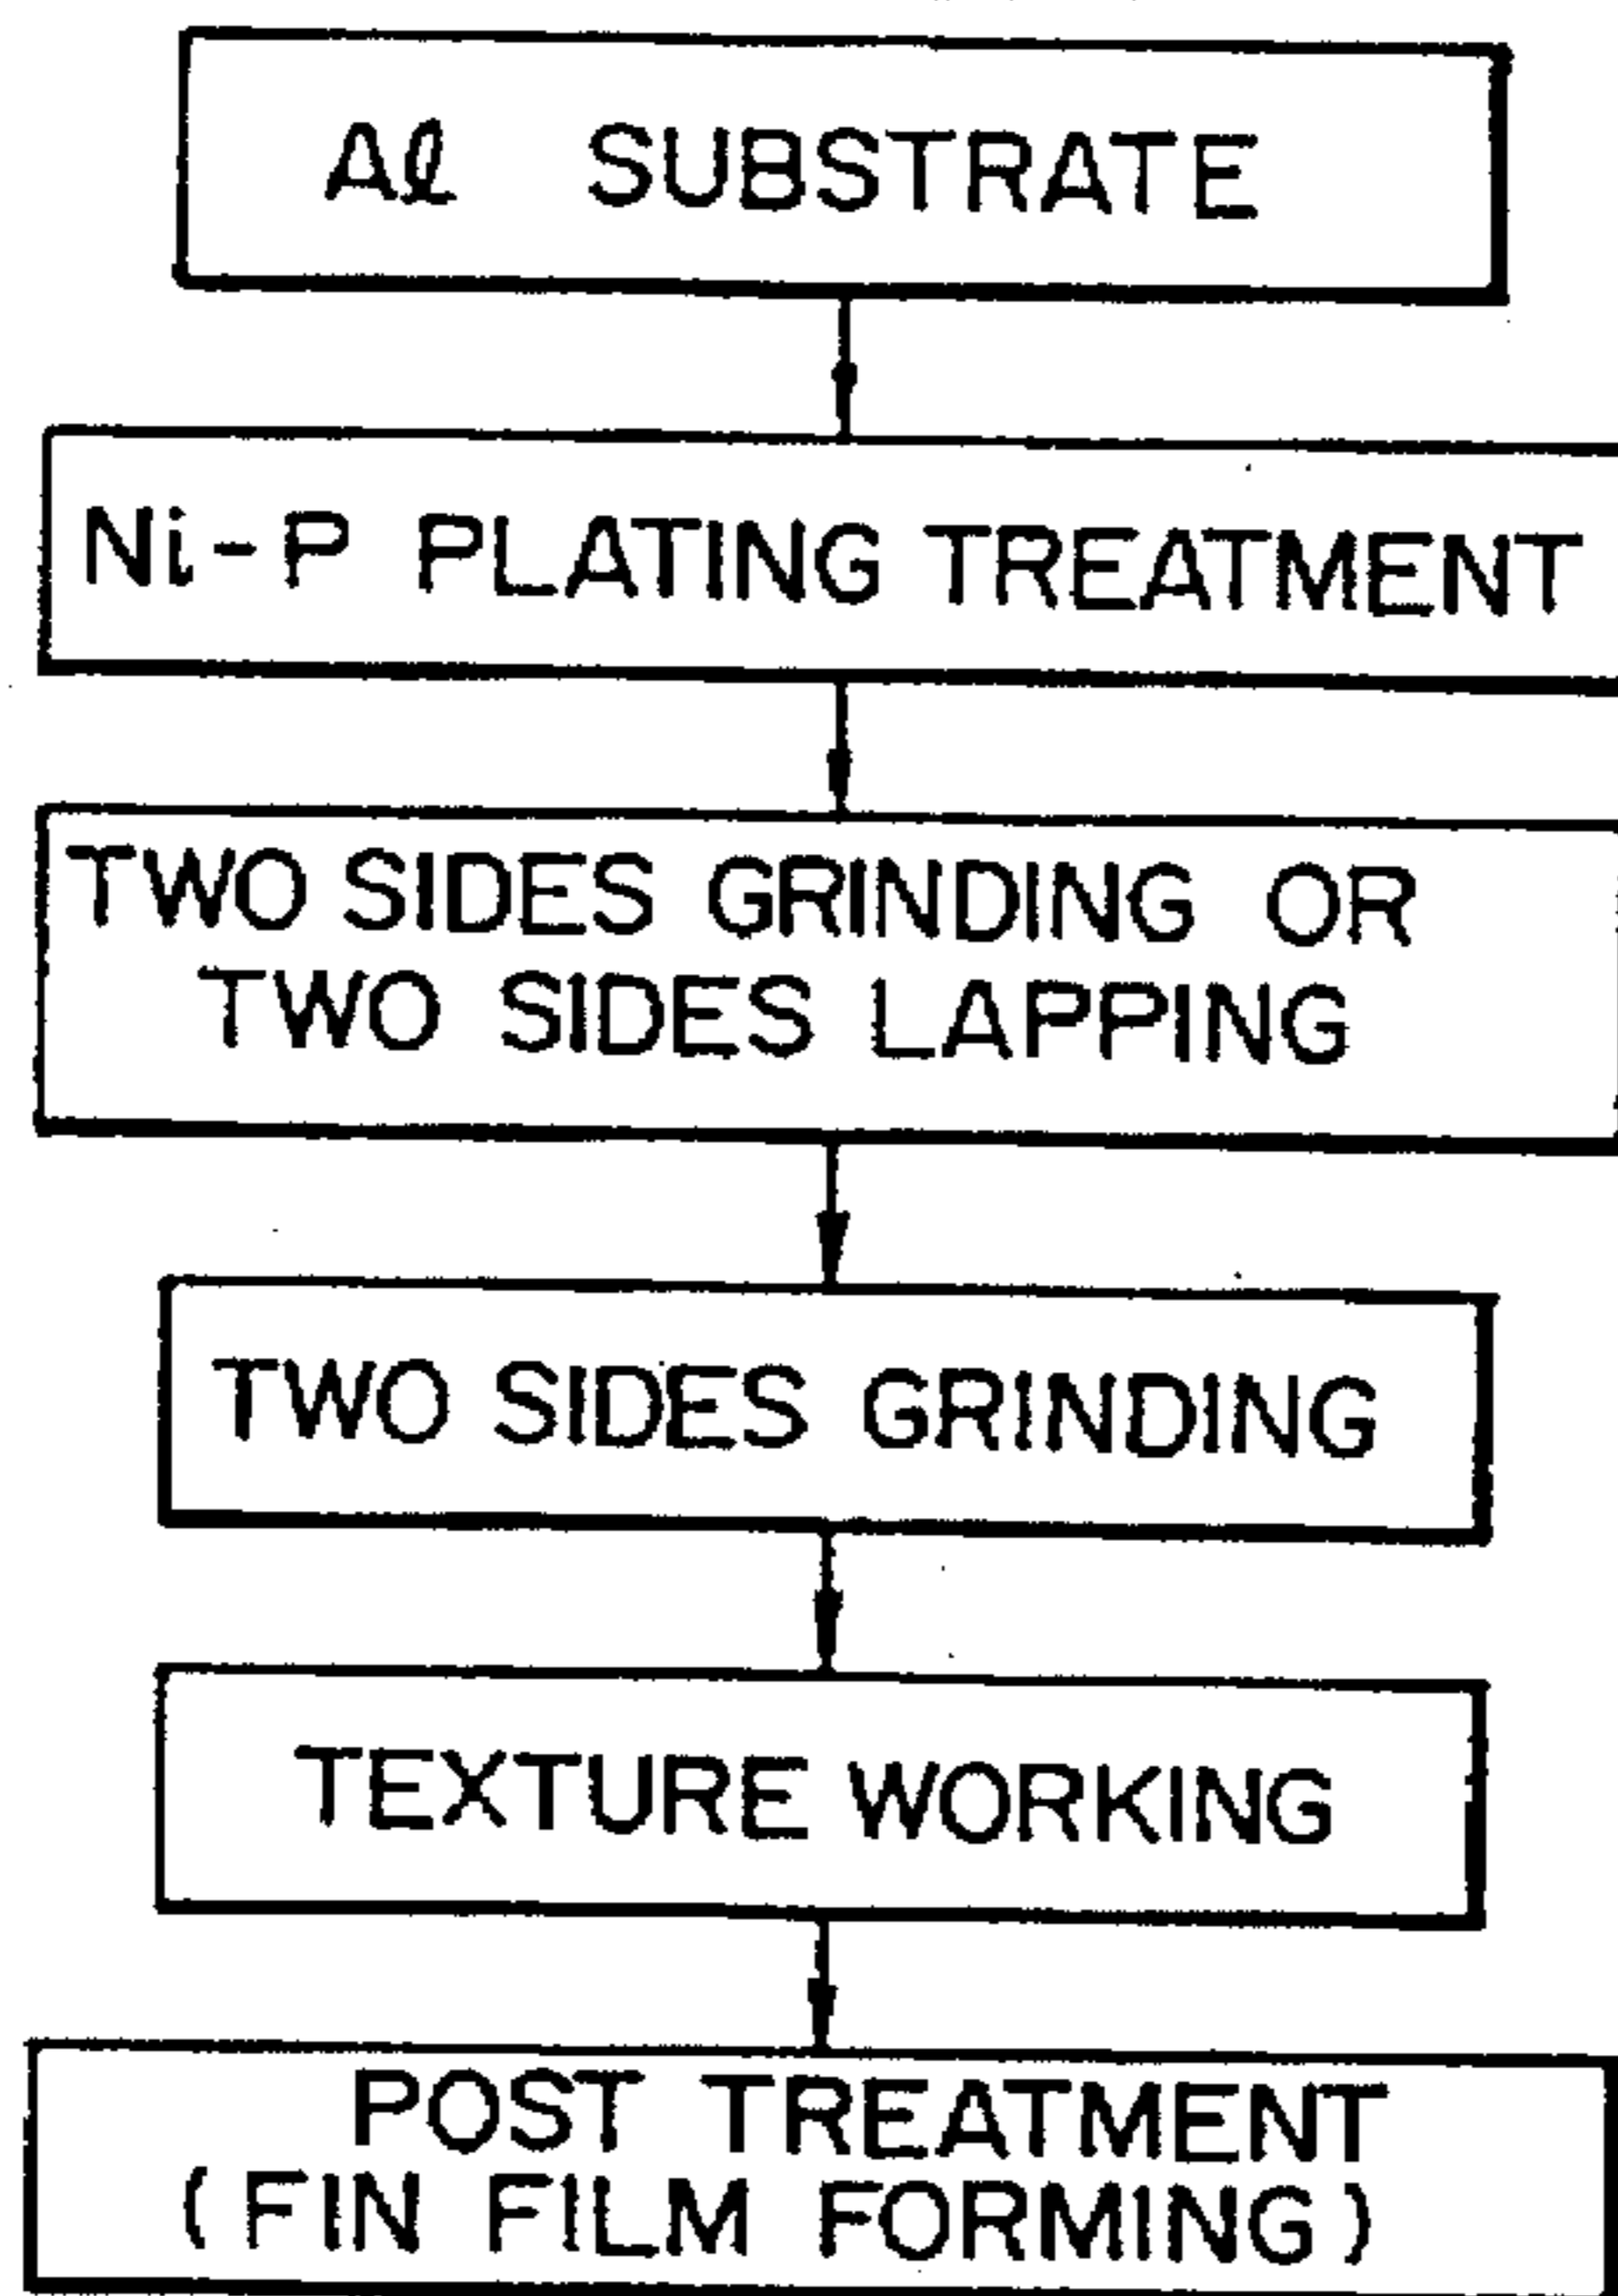 Aℓ SUBSTRATE
Ni-P PLATING TREATMENT
TWO SIDES GRINDING OR
TWO SIDES LAPPING
TWO SIDES GRINDING
TEXTURE WORKING
POST TREATMENT
(FIN FILM FORMING)